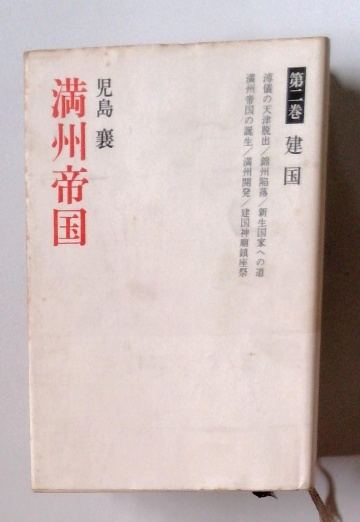 第二巻 建国
溥儀の天津脱出/錦州陥落/新生国家への道
満州帝国の誕生/満州開発/建国神廟鎮座祭
児島 襄
満州帝国